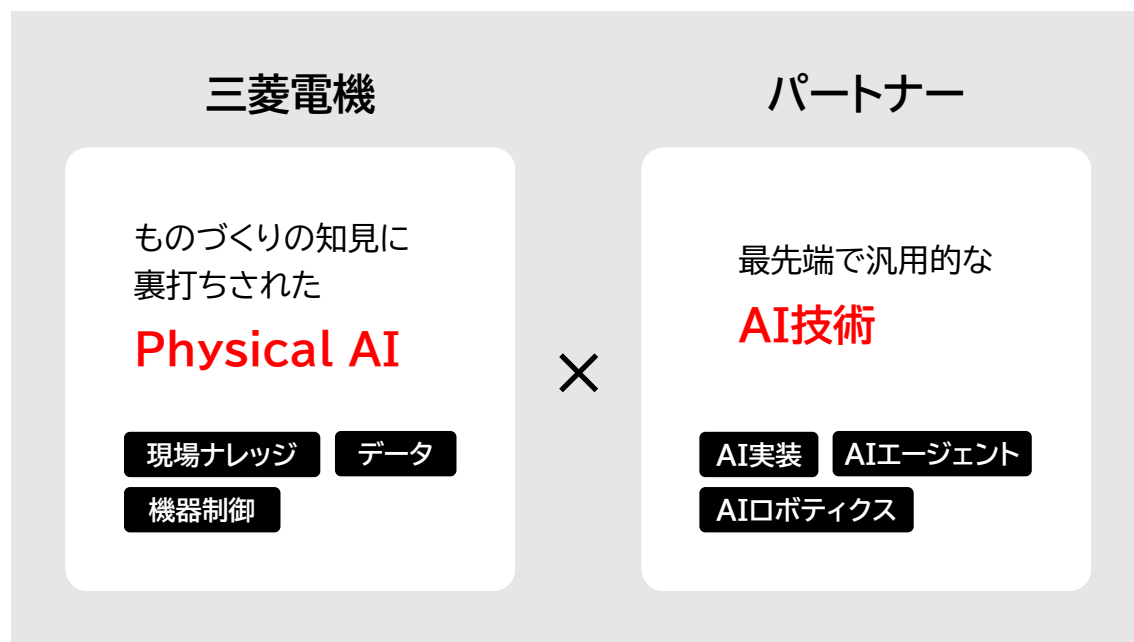 三菱電機
ものづくりの知見に
裏打ちされた
Physical AI
現場ナレッジ
データ
機器制御
×
パートナー
最先端で汎用的な
AI技術
AI実装
AIエージェント
AIロボティクス